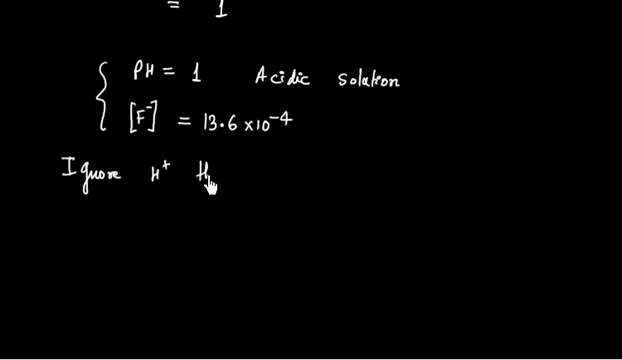 = 1
PH = 1 Acidic Solution
[F⁻] = 13.6 × 10⁻⁴
Ignore H⁺ H